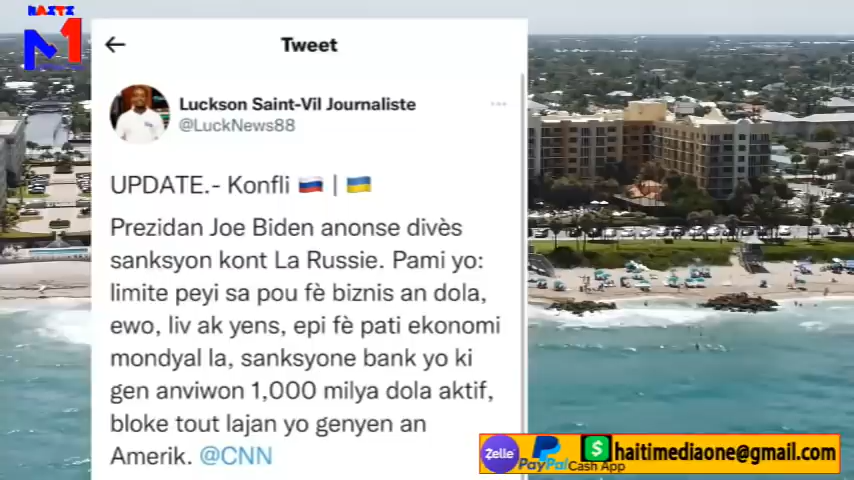 HAITI
M1
Tweet
Luckson Saint-Vil Journaliste
@LuckNews88
UPDATE.- Konfli 🇷🇺 | 🇺🇦
Prezidan Joe Biden anonse divès
sanksyon kont La Russie. Pami yo:
limite peyi sa pou fè biznis an dola,
ewo, liv ak yens, epi fè pati ekonomi
mondyal la, sanksyone bank yo ki
gen anviwon 1,000 milya dola aktif,
bloke tout lajan yo genyen an
Amerik. @CNN
Zelle PayPal Cash App haitimediaone@gmail.com